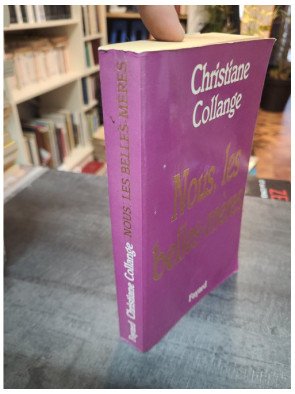 Christiane
Collange
Nous, les
belles-mères
Fayard
Fayard Christiane Collange NOUS, LES BELLES-MÈRES